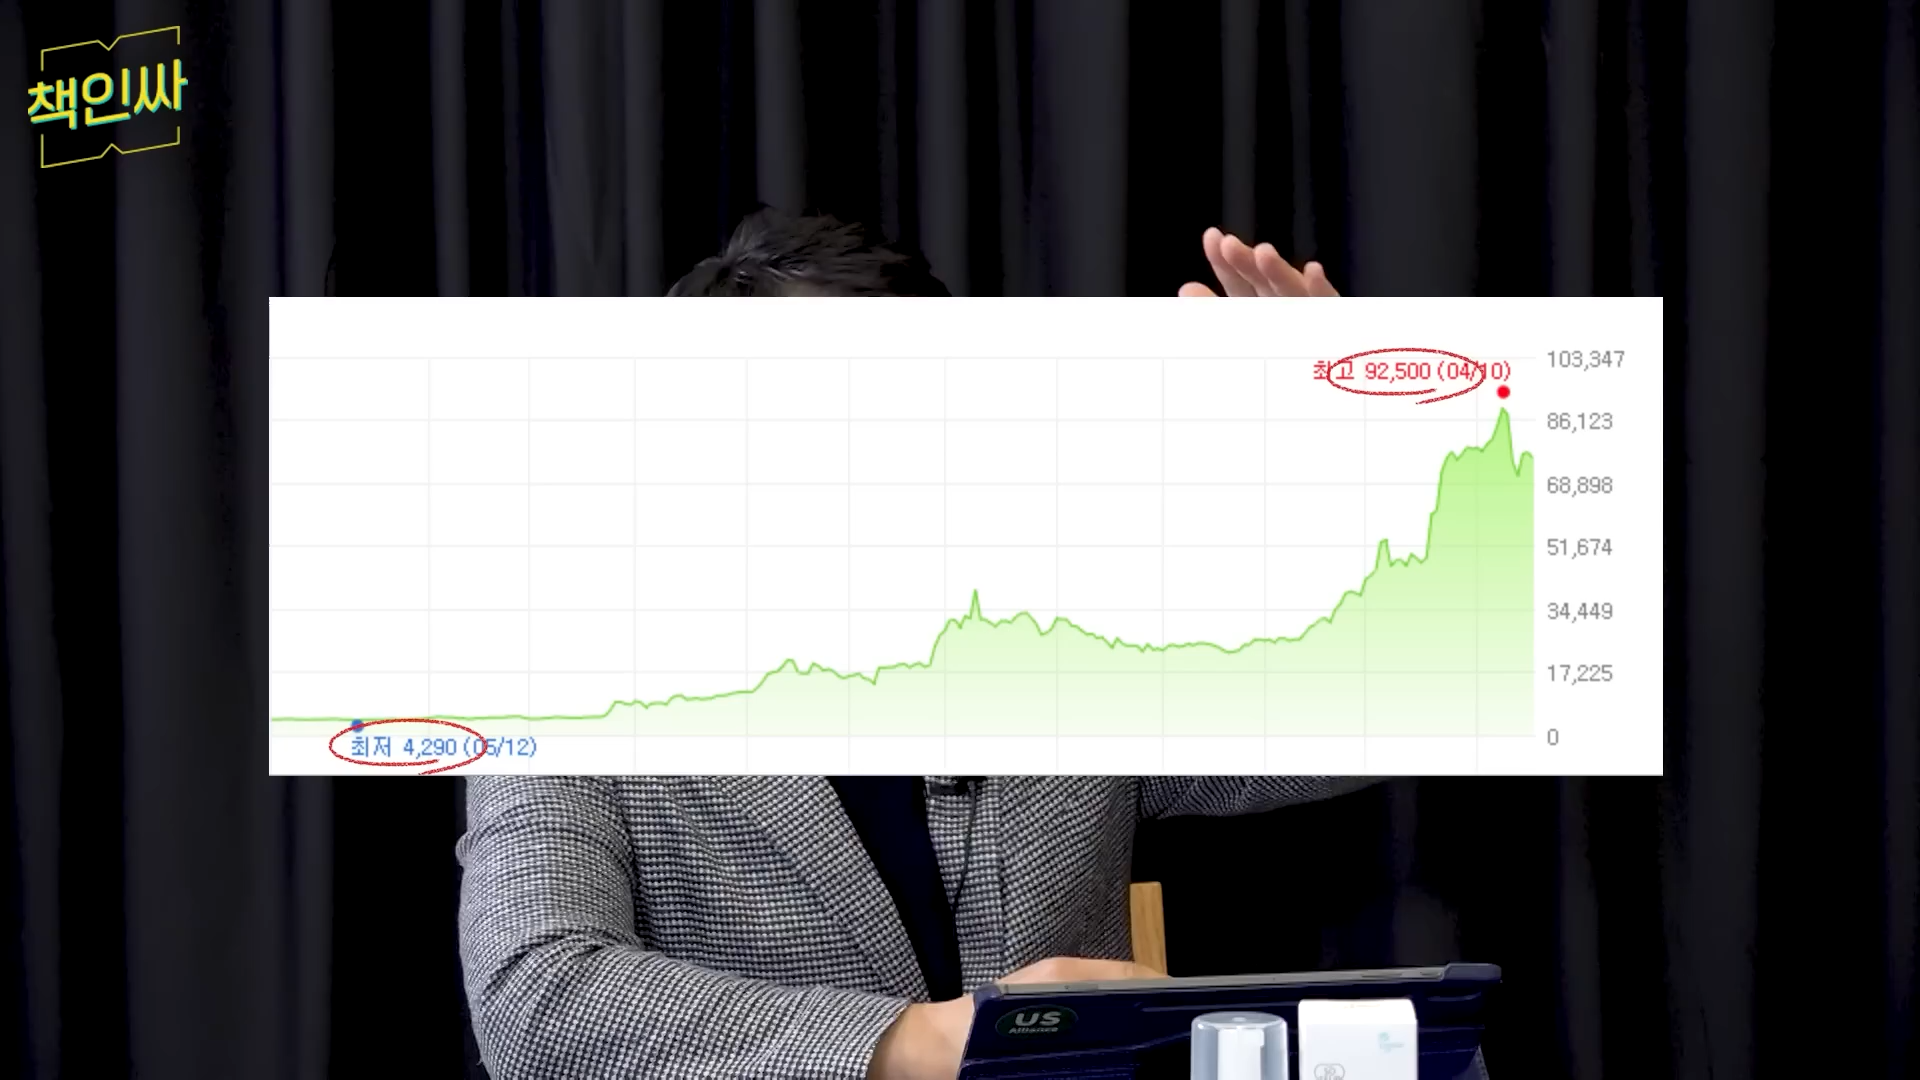 책인싸
최고 92,500 (04/10)
103,347
86,123
68,898
51,674
34,449
17,225
0
최저 4,290 (05/12)
US
Alliance